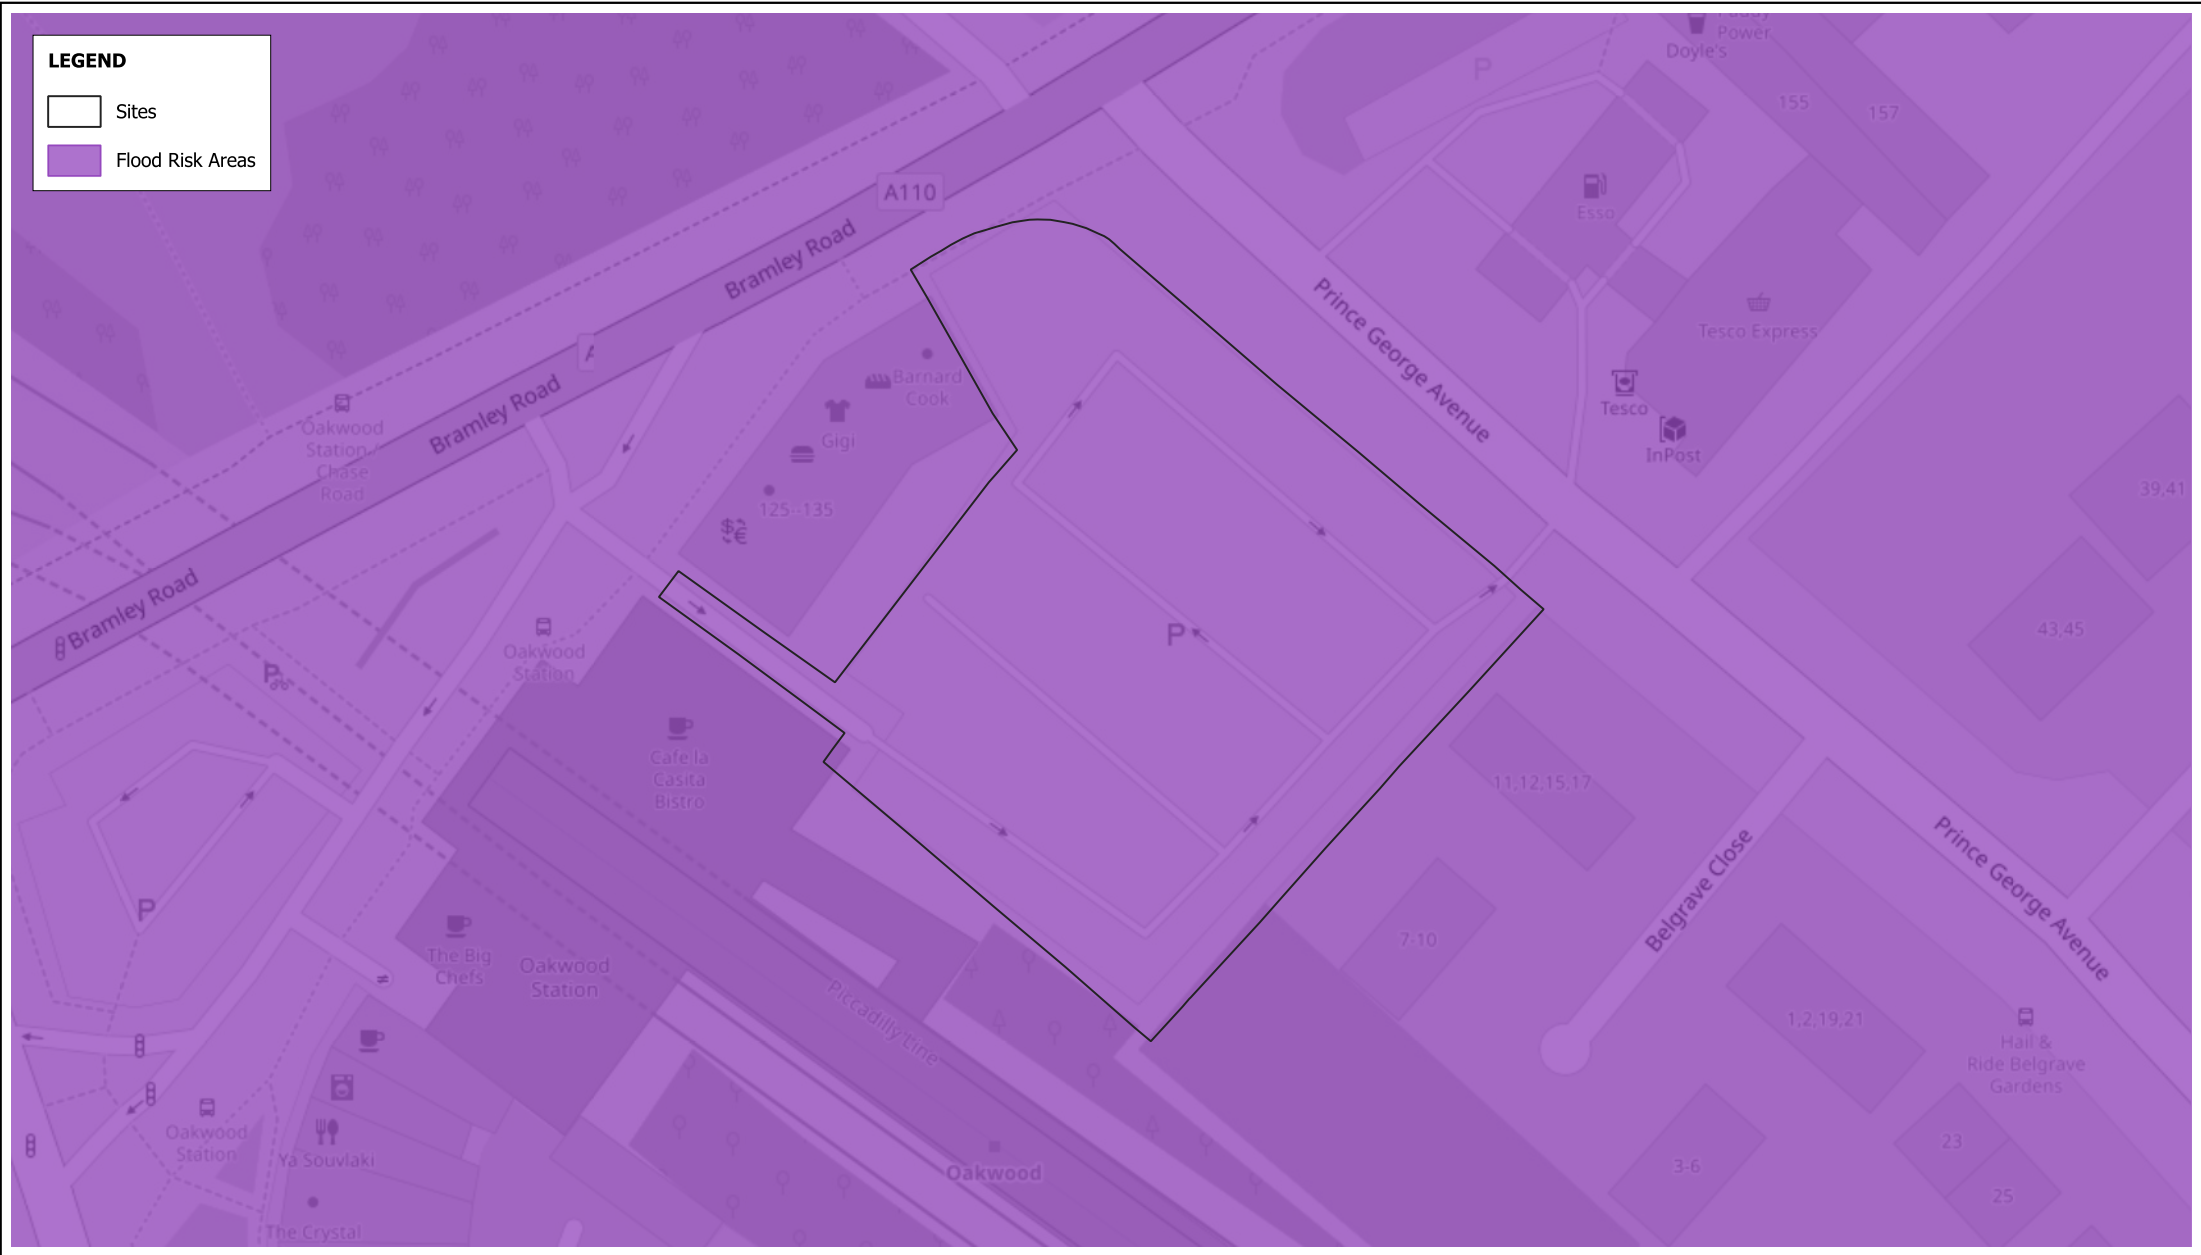 LEGEND
Sites
Flood Risk Areas
Paddy
Power
Doyle's
P
155
157
A110
Esso
Bramley Road
Prince George Avenue
Tesco Express
A
Barnard
Cook
Bramley Road
Tesco
Gigi
Oakwood
Station /
Chase
Road
InPost
39,41
125--135
Bramley Road
43,45
P
Oakwood
Station
P
Cafe la
Casita
Bistro
11,12,15,17
Prince George Avenue
Belgrave Close
P
7-10
The Big
Chefs
Oakwood
Station
Piccadilly Line
1,2,19,21
Hail &
Ride Belgrave
Gardens
Oakwood
Station
Ya Souvlaki
Oakwood
23
3-6
25
The Crystal